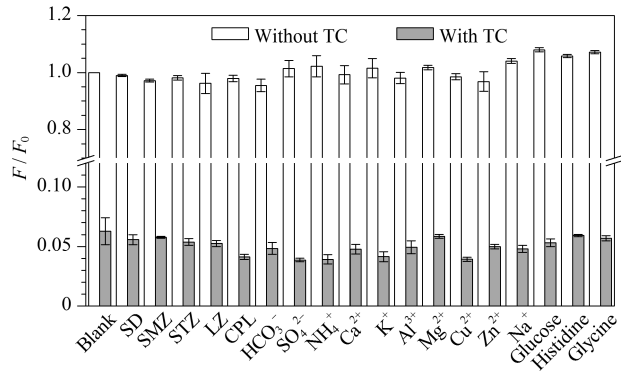 1.2
Without TC With TC
1.0
0.8
F / F₀
0.10
0.05
0
Blank SD SMZ STZ LZ CPL HCO₃⁻ SO₄²⁻ NH₄⁺ Ca²⁺ K⁺ Al³⁺ Mg²⁺ Cu²⁺ Zn²⁺ Na⁺ Glucose Histidine Glycine